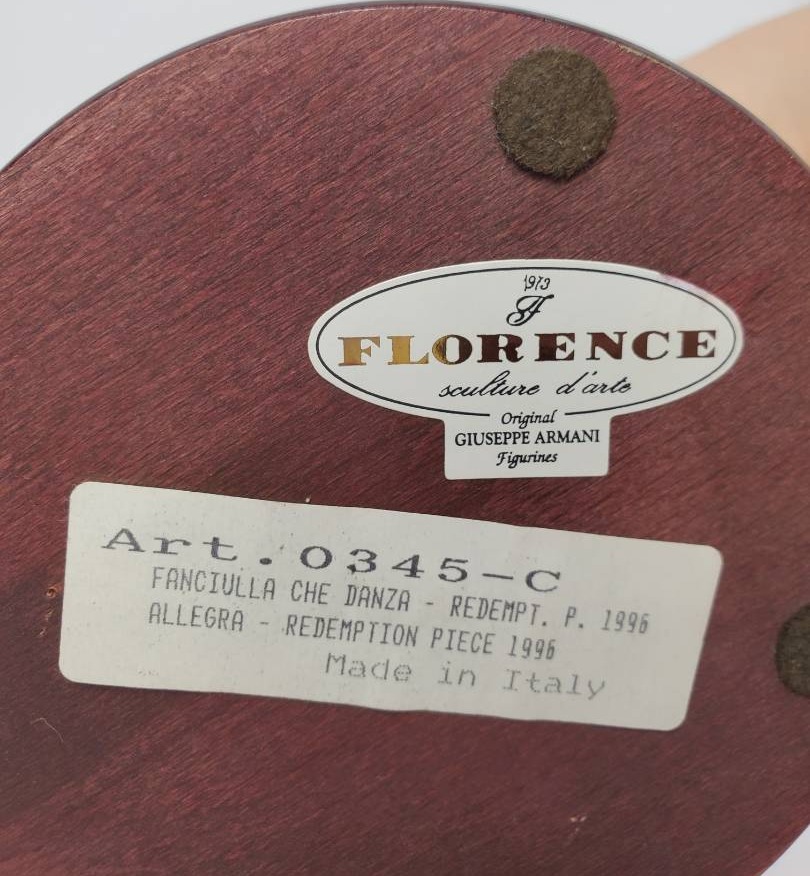 1973
F
FLORENCE
sculture d'arte
Original
GIUSEPPE ARMANI
Figurines
Art. 0345-C
FANCIULLA CHE DANZA - REDEMPT. P. 1996
ALLEGRA - REDEMPTION PIECE 1996
Made in Italy